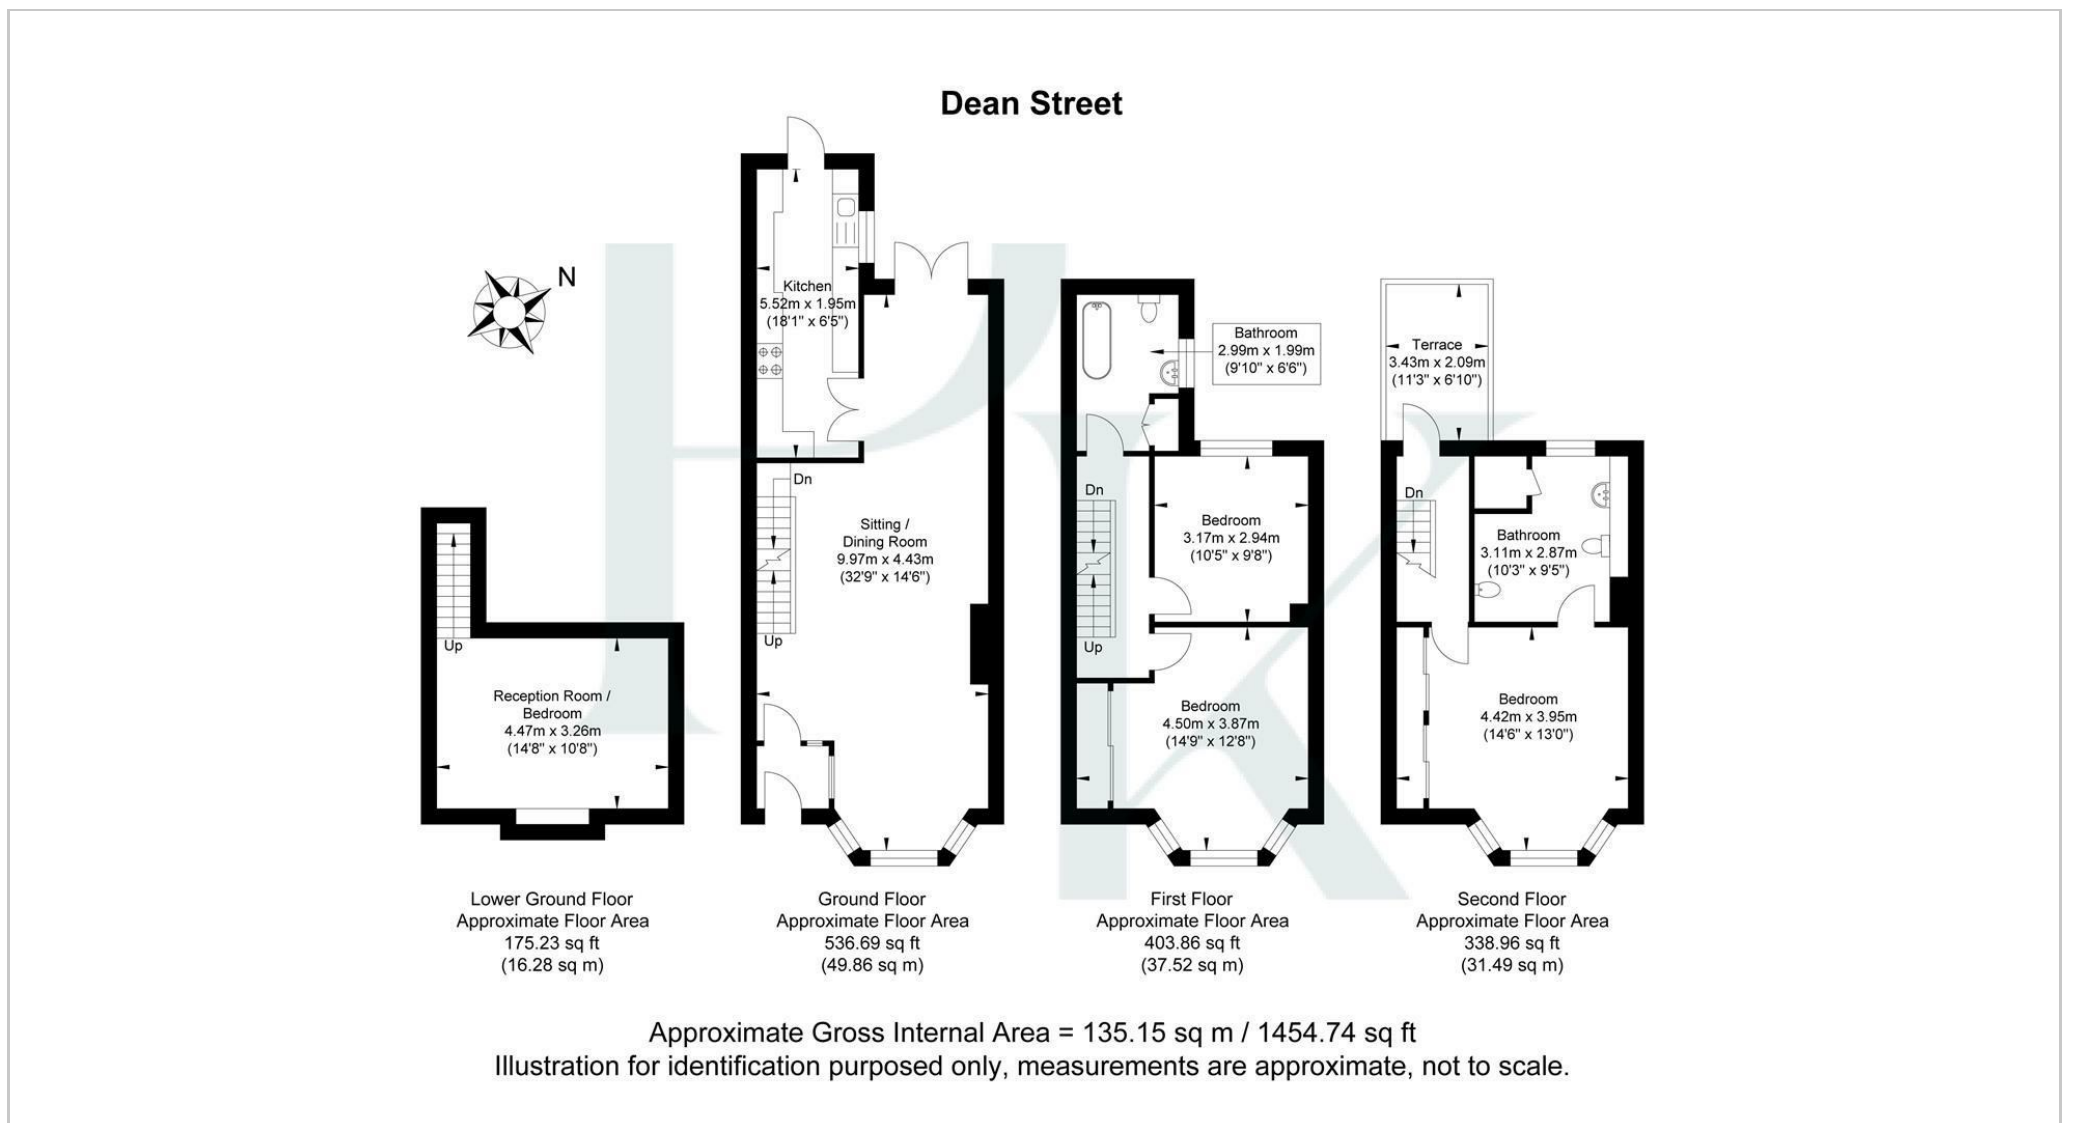 Dean Street
N
Kitchen
5.52m x 1.95m
(18'1" x 6'5")
Dn
Sitting /
Dining Room
9.97m x 4.43m
(32'9" x 14'6")
Up
Up
Reception Room /
Bedroom
4.47m x 3.26m
(14'8" x 10'8")
Bathroom
2.99m x 1.99m
(9'10" x 6'6")
Dn
Bedroom
3.17m x 2.94m
(10'5" x 9'8")
Up
Bedroom
4.50m x 3.87m
(14'9" x 12'8")
Terrace
3.43m x 2.09m
(11'3" x 6'10")
Dn
Bathroom
3.11m x 2.87m
(10'3" x 9'5")
Bedroom
4.42m x 3.95m
(14'6" x 13'0")
Lower Ground Floor
Approximate Floor Area
175.23 sq ft
(16.28 sq m)
Ground Floor
Approximate Floor Area
536.69 sq ft
(49.86 sq m)
First Floor
Approximate Floor Area
403.86 sq ft
(37.52 sq m)
Second Floor
Approximate Floor Area
338.96 sq ft
(31.49 sq m)
Approximate Gross Internal Area = 135.15 sq m / 1454.74 sq ft
Illustration for identification purposed only, measurements are approximate, not to scale.